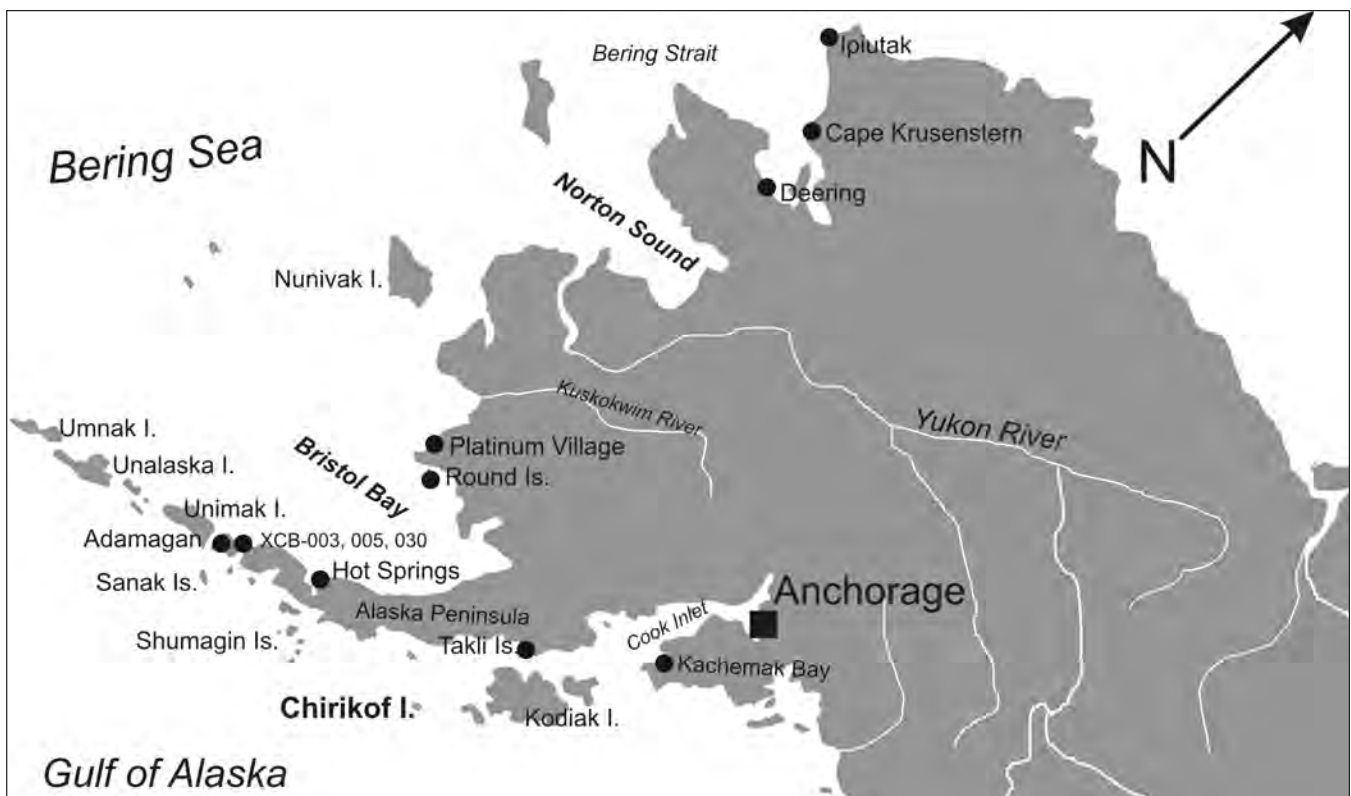 Ipiutak
Bering Strait
Bering Sea
Cape Krusenstern
N
Deering
Norton Sound
Nunivak I.
Kuskokwim River
Yukon River
Umnak I.
Platinum Village
Unalaska I.
Bristol Bay
Round Is.
Unimak I.
Adamagan
XCB-003, 005, 030
Hot Springs
Sanak Is.
Anchorage
Alaska Peninsula
Cook Inlet
Shumagin Is.
Takli Is.
Kachemak Bay
Chirikof I.
Kodiak I.
Gulf of Alaska